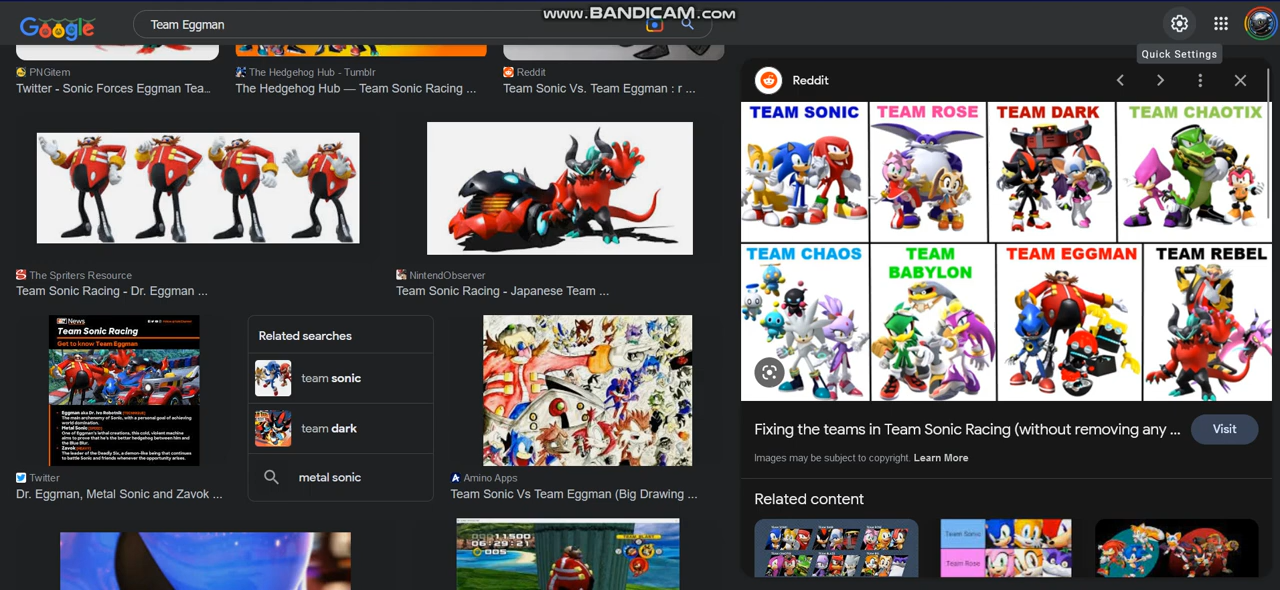 www.BANDICAM.com
Google
Team Eggman
Quick Settings
PNGitem
Twitter - Sonic Forces Eggman Tea...
The Hedgehog Hub - Tumblr
The Hedgehog Hub — Team Sonic Racing ...
Reddit
Team Sonic Vs. Team Eggman : r ...
The Spriters Resource
Team Sonic Racing - Dr. Eggman ...
NintendObserver
Team Sonic Racing - Japanese Team ...
News
Team Sonic Racing
Get to know Team Eggman
Twitter
Dr. Eggman, Metal Sonic and Zavok ...
Related searches
team sonic
team dark
metal sonic
Amino Apps
Team Sonic Vs Team Eggman (Big Drawing ...
Reddit
TEAM SONIC
TEAM ROSE
TEAM DARK
TEAM CHAOTIX
TEAM CHAOS
TEAM
BABYLON
TEAM EGGMAN
TEAM REBEL
Fixing the teams in Team Sonic Racing (without removing any ...
Visit
Images may be subject to copyright. Learn More
Related content
Team Sonic
Team Rose